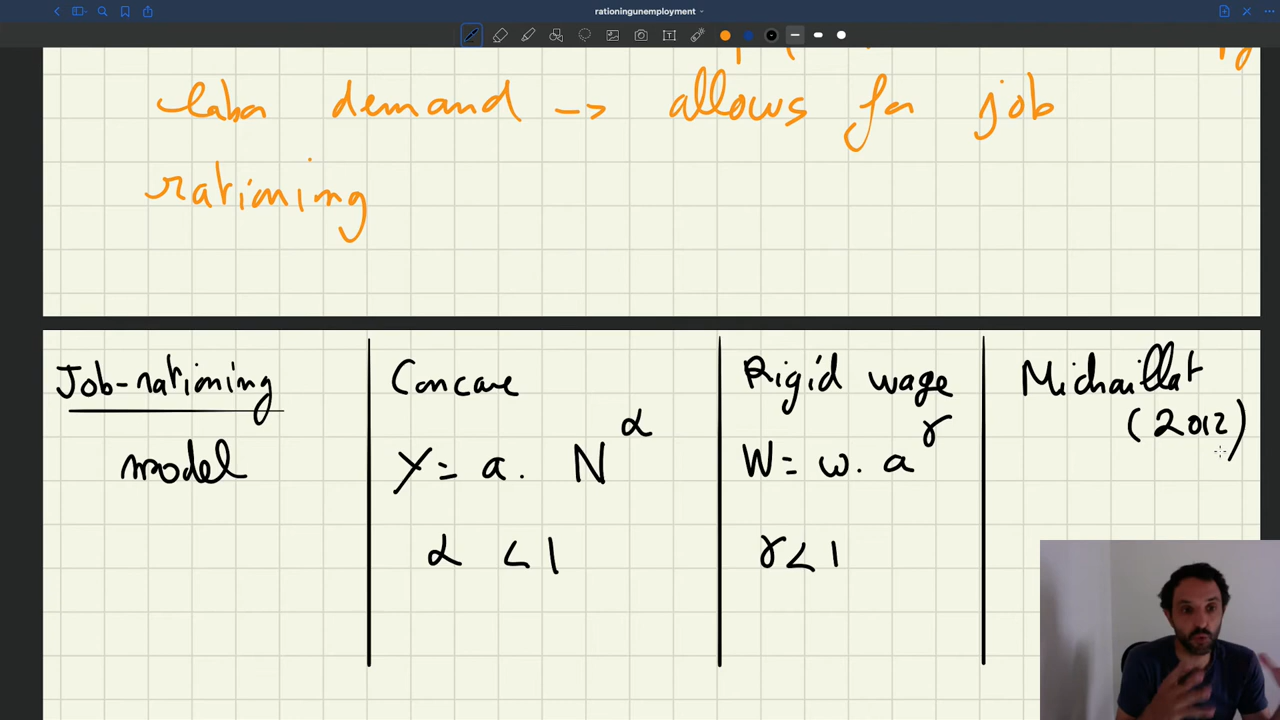 rationingunemployment
labor demand -> allows for job
rationing
Job-rationing
model
Concave
Y = a. N^α
α < 1
Rigid wage
W = ω. a^γ
γ < 1
Michaillat
(2012)